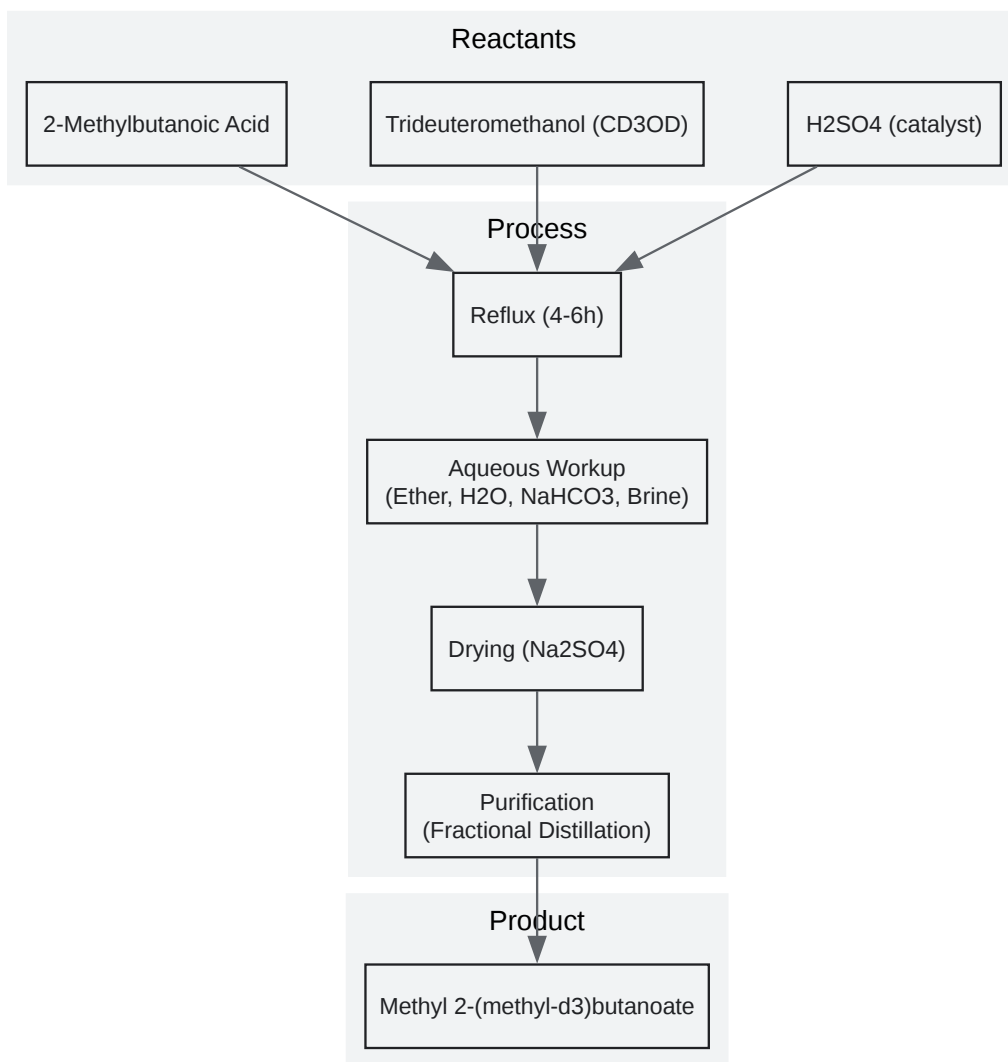 Reactants
2-Methylbutanoic Acid
Trideuteromethanol (CD3OD)
H2SO4 (catalyst)
Process
Reflux (4-6h)
Aqueous Workup
(Ether, H2O, NaHCO3, Brine)
Drying (Na2SO4)
Purification
(Fractional Distillation)
Product
Methyl 2-(methyl-d3)butanoate